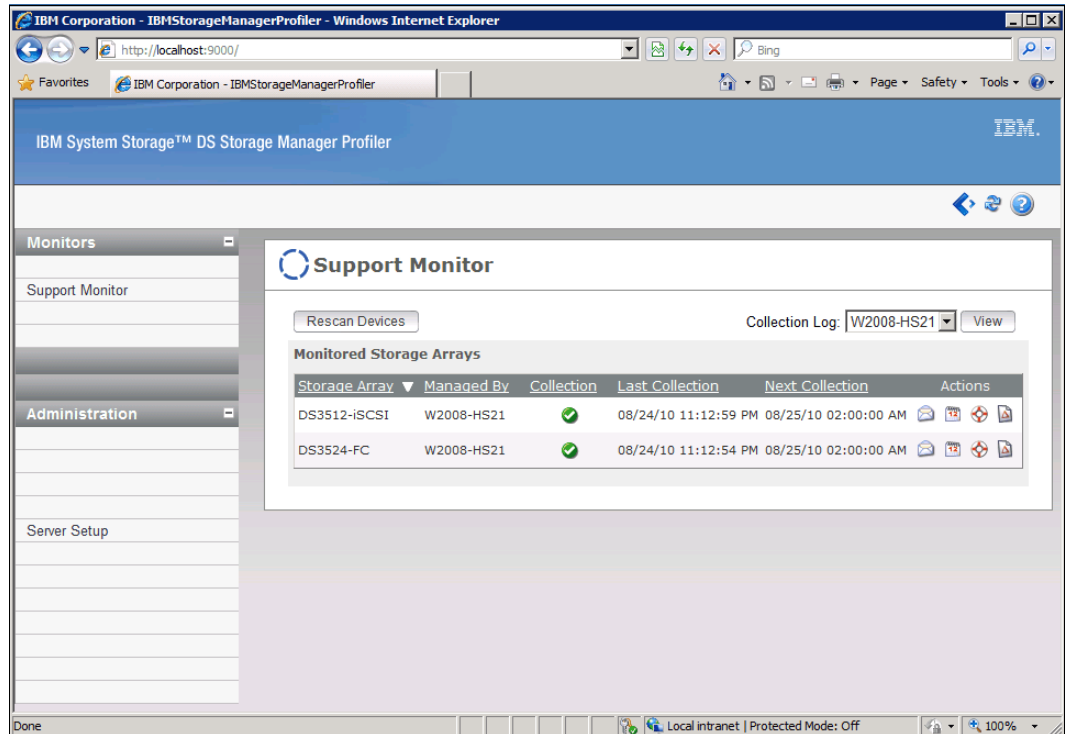 IBM Corporation - IBMStorageManagerProfiler - Windows Internet Explorer
http://localhost:9000/
Bing
Favorites
IBM Corporation - IBMStorageManagerProfiler
Page
Safety
Tools
IBM System Storage™ DS Storage Manager Profiler
IBM.
Monitors
Support Monitor
Administration
Server Setup
Support Monitor
Rescan Devices
Collection Log: W2008-HS21 View
Monitored Storage Arrays
Storage Array Managed By Collection Last Collection Next Collection Actions
DS3512-iSCSI W2008-HS21 08/24/10 11:12:59 PM 08/25/10 02:00:00 AM 12
DS3524-FC W2008-HS21 08/24/10 11:12:54 PM 08/25/10 02:00:00 AM 12
Done
Local intranet | Protected Mode: Off
100%